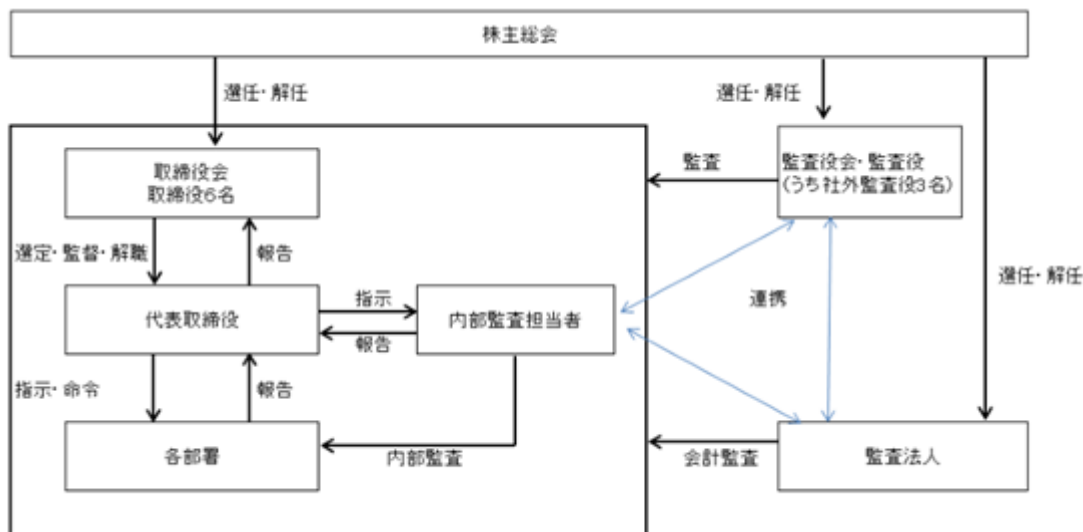 株主総会
選任・解任
選任・解任
取締役会
取締役6名
監査
監査役会・監査役
(うち社外監査役3名)
選定・監督・解職
報告
選任・解任
代表取締役
指示
報告
内部監査担当者
連携
指示・命令
報告
各部署
内部監査
会計監査
監査法人